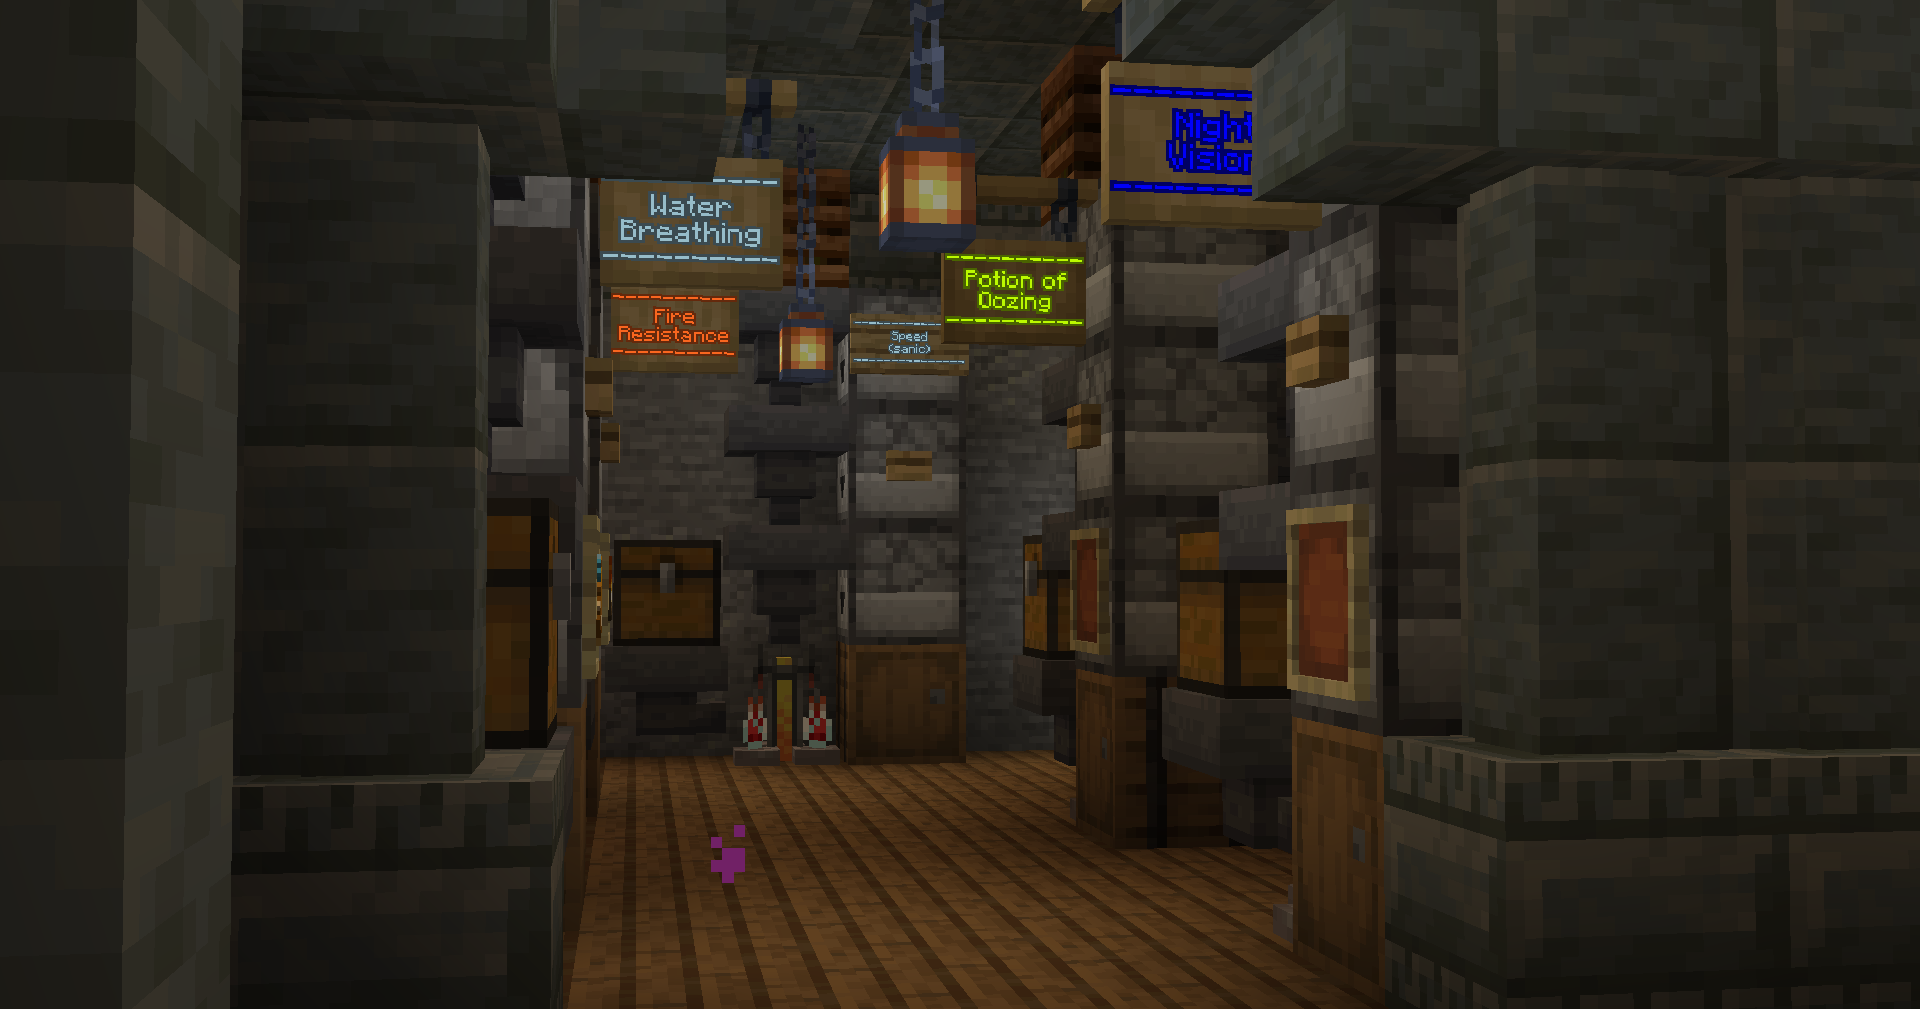 Water
Breathing
Fire
Resistance
Speed
(sanic)
Potion of
Oozing
Night
Vision